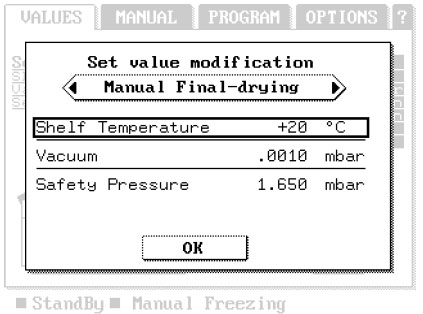 VALUES MANUAL PROGRAM OPTIONS ?
Set value modification
Manual Final-drying
Shelf Temperature +20 °C
Vacuum .0010 mbar
Safety Pressure 1.650 mbar
OK
StandBy Manual Freezing